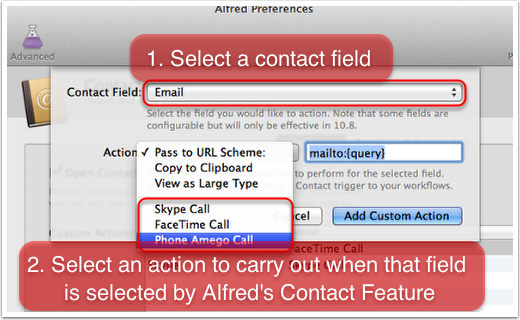 Alfred Preferences
Advanced
1. Select a contact field
Contact Field: Email
Select the field you would like to action. Note that some fields are
configurable but will only be effective in 10.8.
Action ✓ Pass to URL Scheme: mailto:{query}
Copy to Clipboard
to perform for the selected field.
View as Large Type
Contact trigger to your workflows.
Skype Call
FaceTime Call
Add Custom Action
Phone Amego Call
FaceTime Call
2. Select an action to carry out when that field
is selected by Alfred's Contact Feature